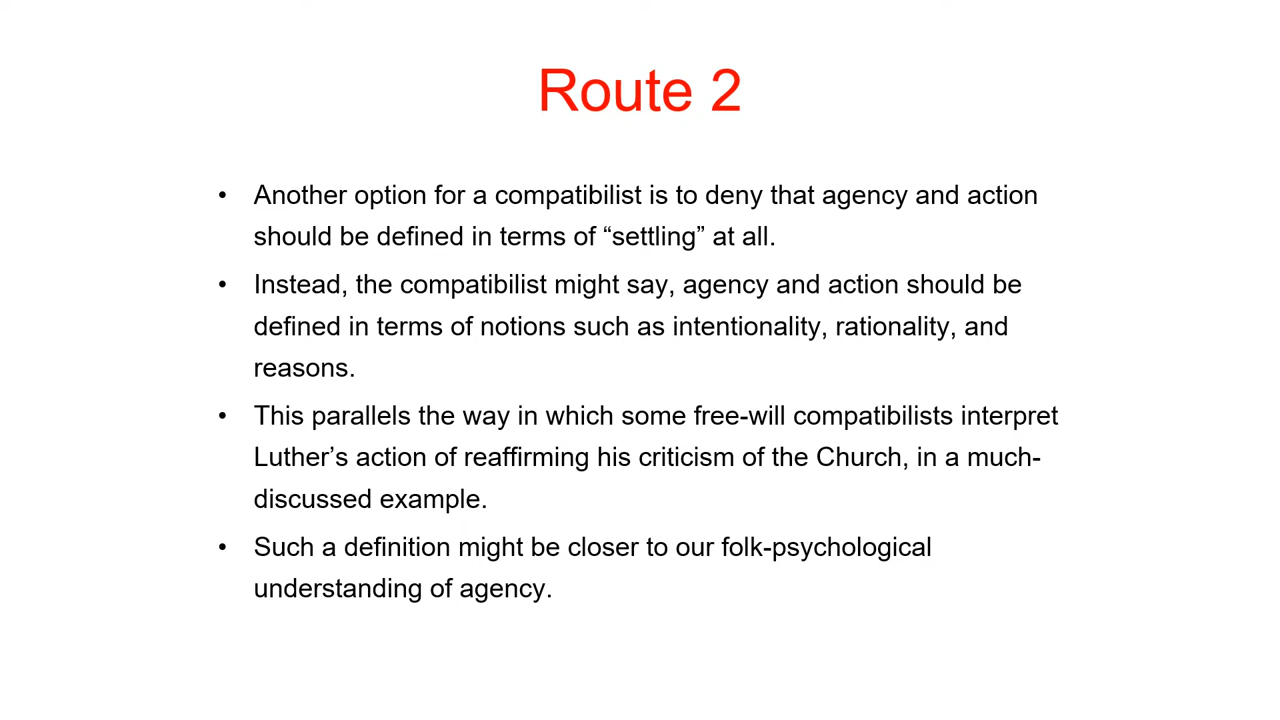 Route 2
• Another option for a compatibilist is to deny that agency and action
should be defined in terms of “settling” at all.
• Instead, the compatibilist might say, agency and action should be
defined in terms of notions such as intentionality, rationality, and
reasons.
• This parallels the way in which some free-will compatibilists interpret
Luther’s action of reaffirming his criticism of the Church, in a much-
discussed example.
• Such a definition might be closer to our folk-psychological
understanding of agency.